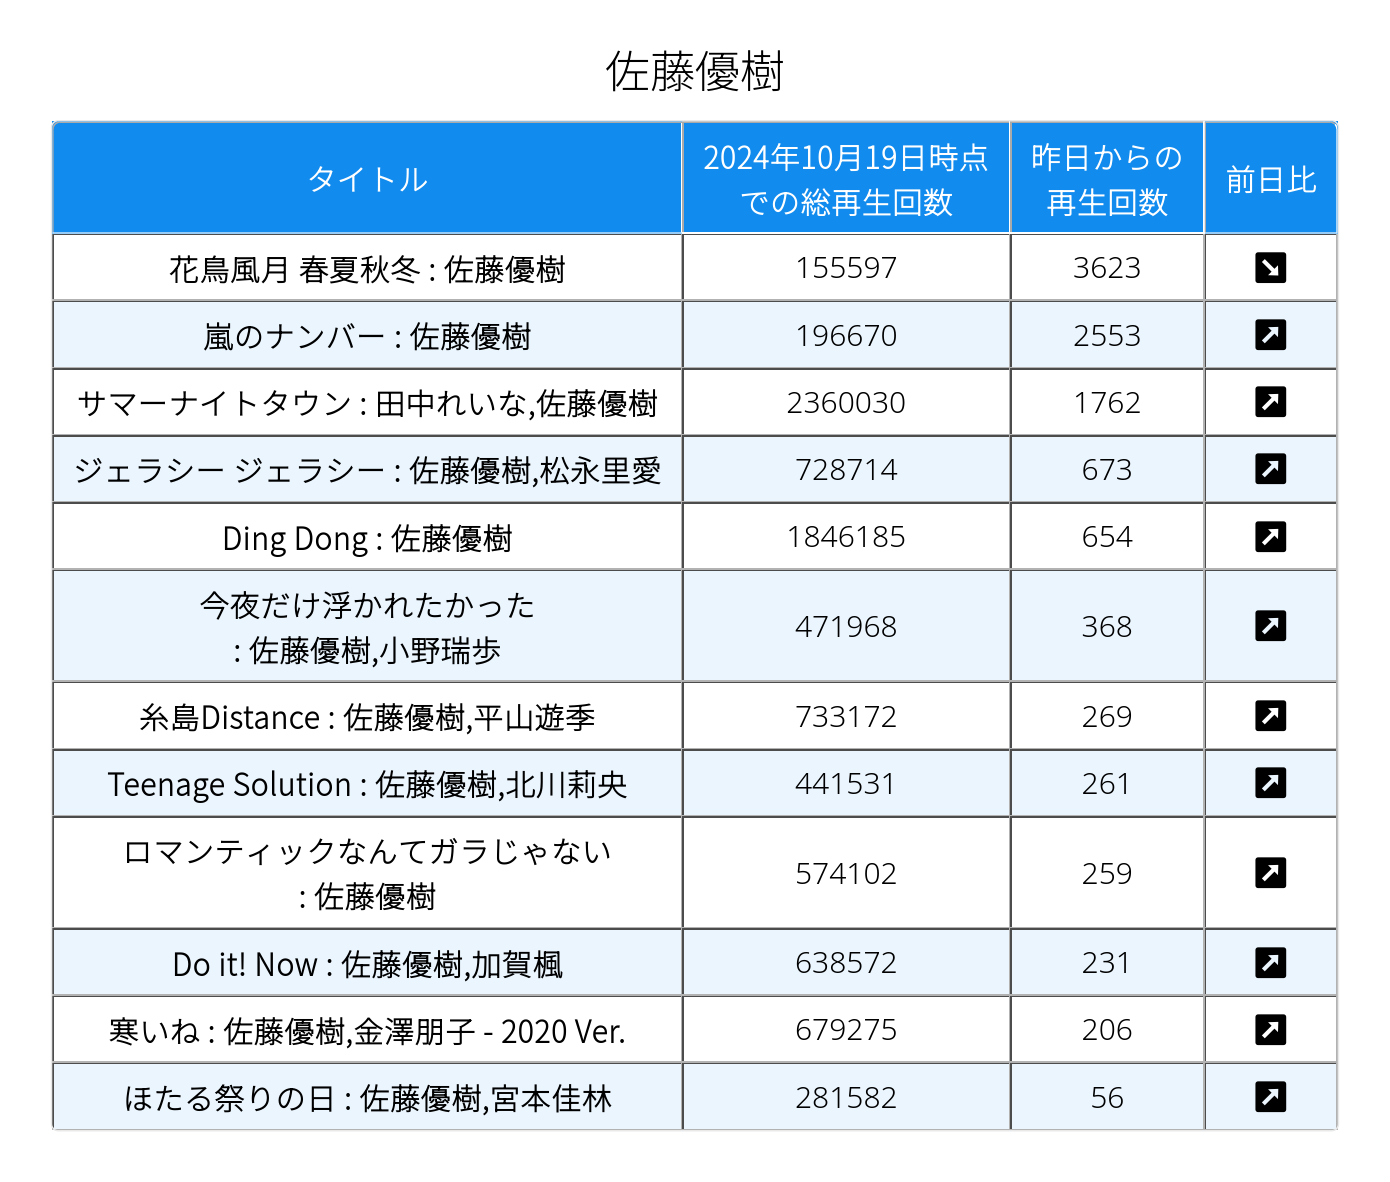 佐藤優樹
タイトル
2024年10月19日時点
での総再生回数
昨日からの
再生回数
前日比
花鳥風月 春夏秋冬 : 佐藤優樹 155597 3623
嵐のナンバー : 佐藤優樹 196670 2553
サマーナイトタウン : 田中れいな,佐藤優樹 2360030 1762
ジェラシー ジェラシー : 佐藤優樹,松永里愛 728714 673
Ding Dong : 佐藤優樹 1846185 654
今夜だけ浮かれたかった
: 佐藤優樹,小野瑞歩 471968 368
糸島Distance : 佐藤優樹,平山遊季 733172 269
Teenage Solution : 佐藤優樹,北川莉央 441531 261
ロマンティックなんてガラじゃない
: 佐藤優樹 574102 259
Do it! Now : 佐藤優樹,加賀楓 638572 231
寒いね : 佐藤優樹,金澤朋子 - 2020 Ver. 679275 206
ほたる祭りの日 : 佐藤優樹,宮本佳林 281582 56